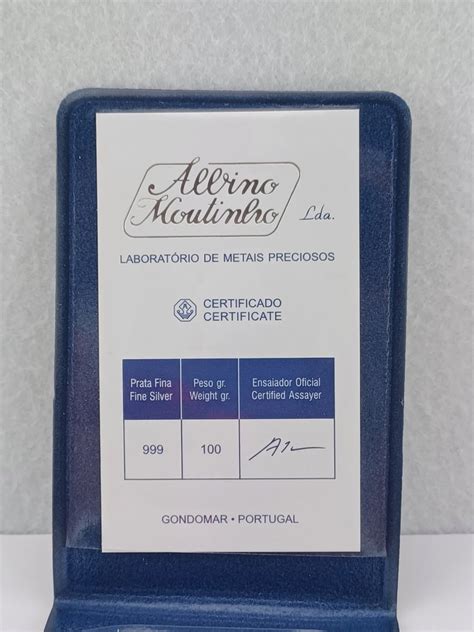 Albino
Moutinho Lda.
LABORATÓRIO DE METAIS PRECIOSOS
CERTIFICADO
CERTIFICATE
Prata Fina
Fine Silver
Peso gr.
Weight gr.
Ensaiador Oficial
Certified Assayer
999
100
GONDOMAR • PORTUGAL